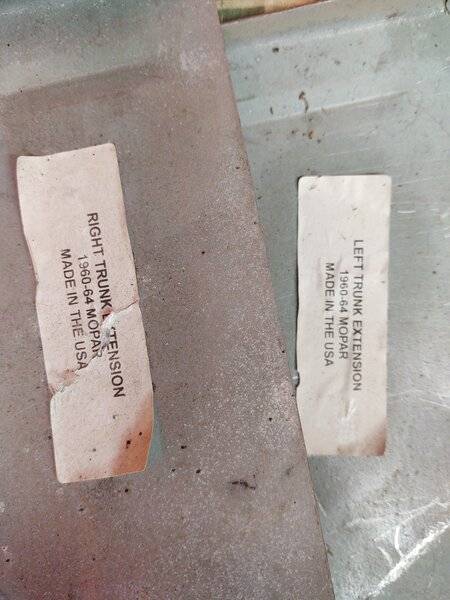 RIGHT TRUNK EXTENSION
1960-64 MOPAR
MADE IN THE USA
LEFT TRUNK EXTENSION
1960-64 MOPAR
MADE IN THE USA